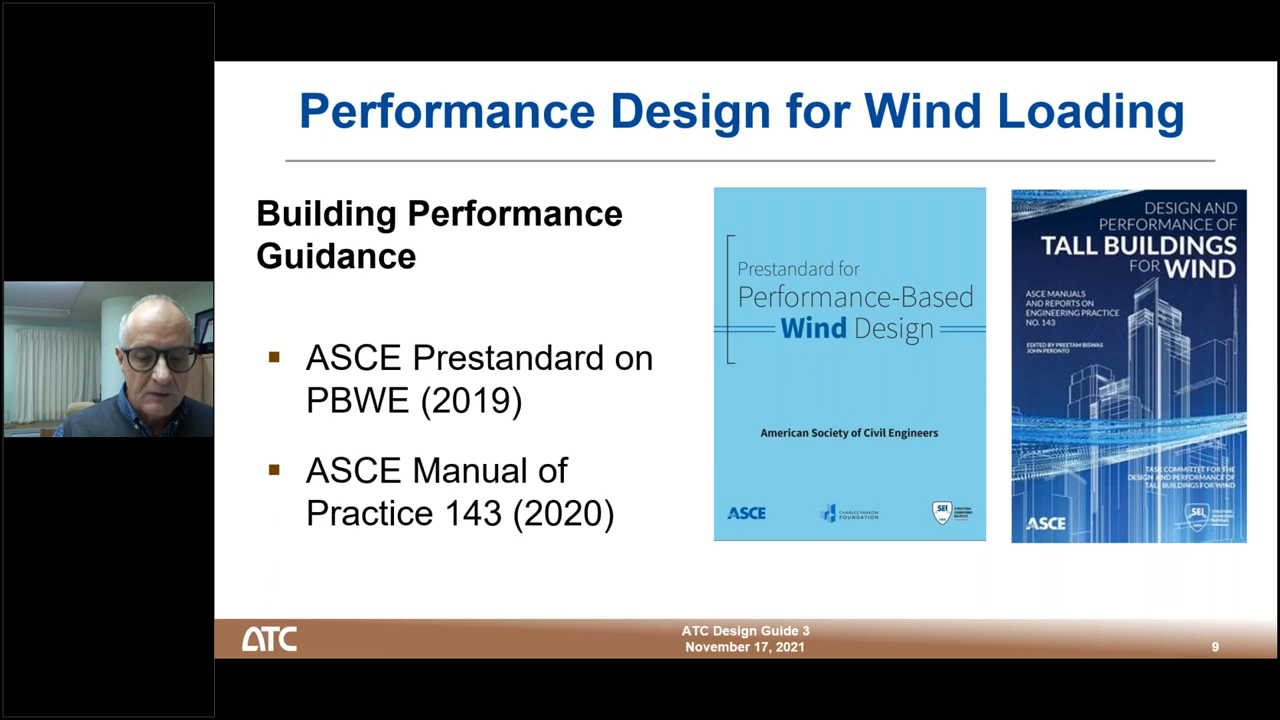 Performance Design for Wind Loading
Building Performance
Guidance
▪ ASCE Prestandard on
PBWE (2019)
▪ ASCE Manual of
Practice 143 (2020)
Prestandard for
Performance-Based
Wind Design
American Society of Civil Engineers
ASCE
CHARLES PANKOW
FOUNDATION
SEI
DESIGN AND
PERFORMANCE OF
TALL BUILDINGS
FOR WIND
ASCE MANUALS
AND REPORTS ON
ENGINEERING PRACTICE
NO. 143
EDITED BY PREETAM BISWAS
JOHN PERONTO
TASK COMMITTEE FOR THE
DESIGN AND PERFORMANCE OF
TALL BUILDINGS FOR WIND
ASCE
SEI
ATC
ATC Design Guide 3
November 17, 2021
9